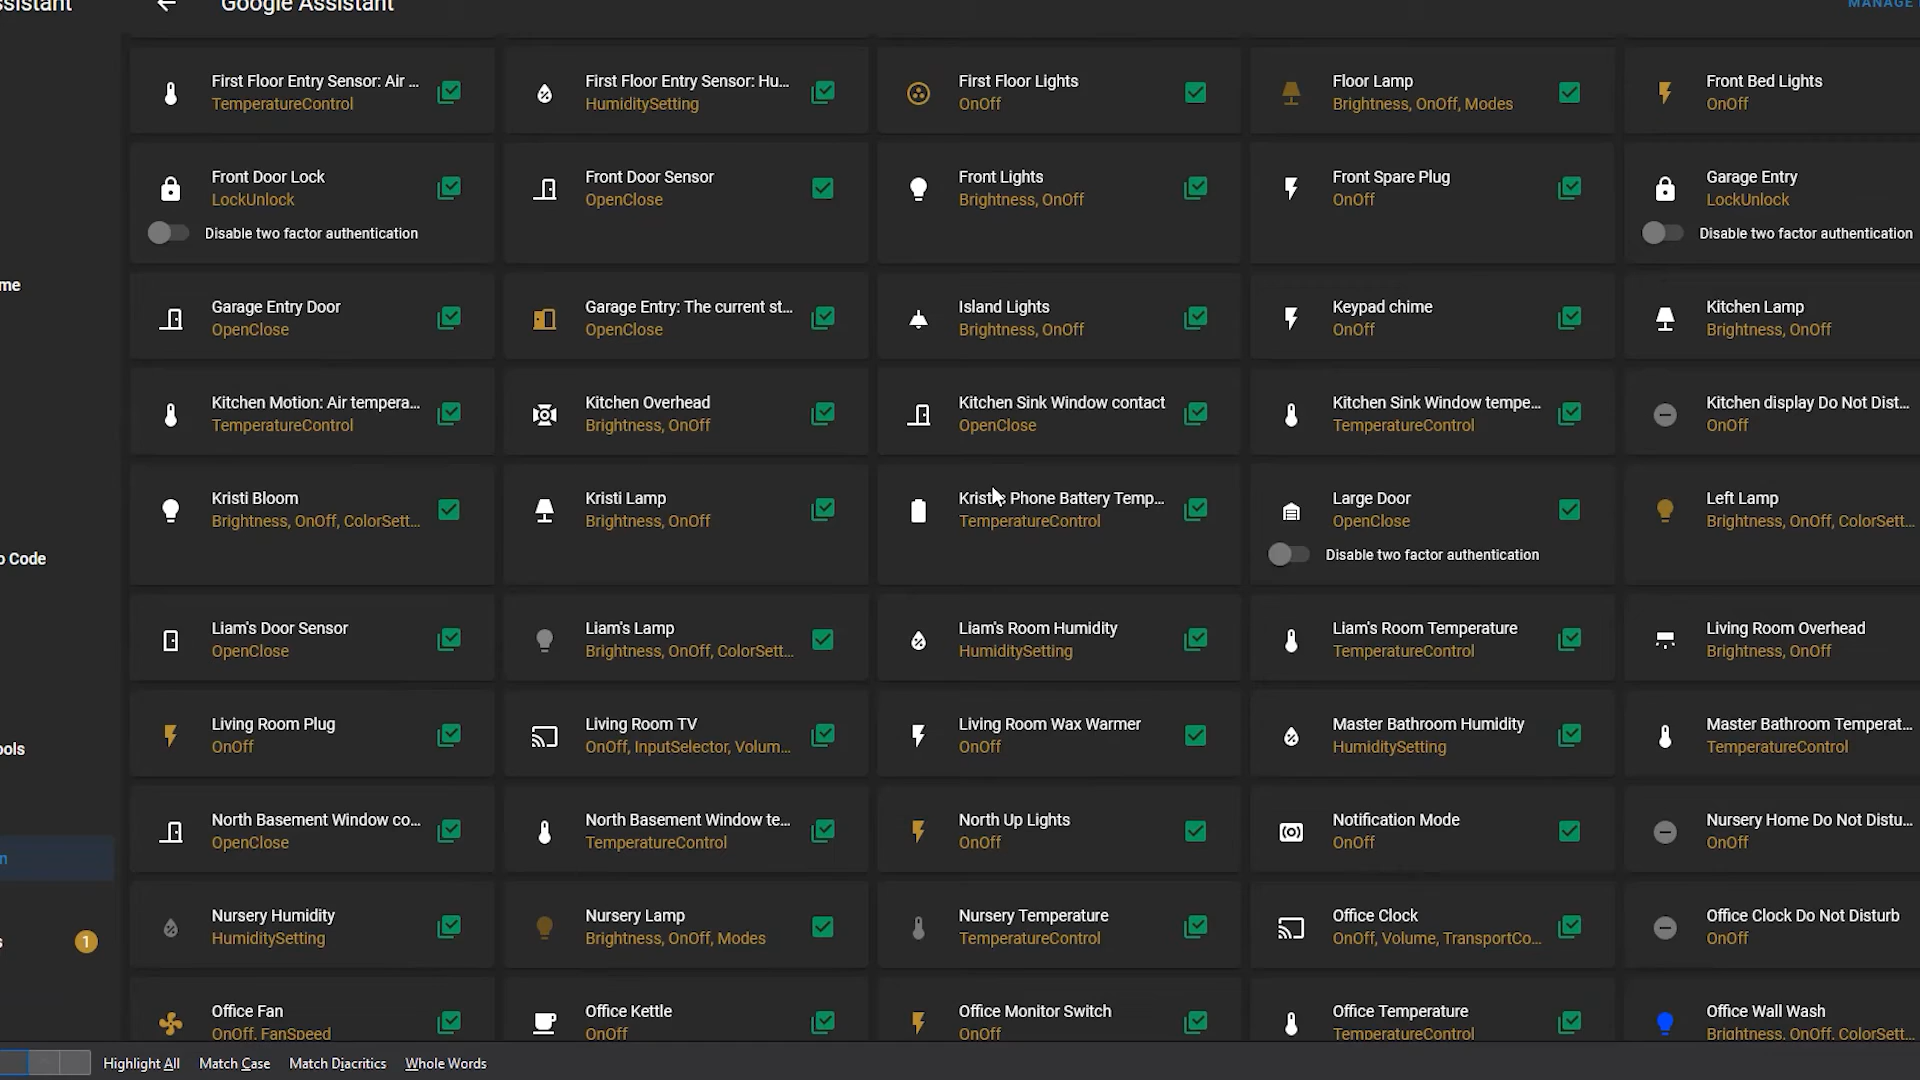 ssistant
Google Assistant
MANAGE
First Floor Entry Sensor: Air ...
TemperatureControl
First Floor Entry Sensor: Hu...
HumiditySetting
First Floor Lights
OnOff
Floor Lamp
Brightness, OnOff, Modes
Front Bed Lights
OnOff
Front Door Lock
LockUnlock
Disable two factor authentication
Front Door Sensor
OpenClose
Front Lights
Brightness, OnOff
Front Spare Plug
OnOff
Garage Entry
LockUnlock
Disable two factor authentication
me
Garage Entry Door
OpenClose
Garage Entry: The current st...
OpenClose
Island Lights
Brightness, OnOff
Keypad chime
OnOff
Kitchen Lamp
Brightness, OnOff
Kitchen Motion: Air tempera...
TemperatureControl
Kitchen Overhead
Brightness, OnOff
Kitchen Sink Window contact
OpenClose
Kitchen Sink Window tempe...
TemperatureControl
Kitchen display Do Not Dist...
OnOff
Kristi Bloom
Brightness, OnOff, ColorSett...
Kristi Lamp
Brightness, OnOff
Phone Battery Temp...
TemperatureControl
Large Door
OpenClose
Disable two factor authentication
Left Lamp
Brightness, OnOff, ColorSett...
o Code
Liam's Door Sensor
OpenClose
Liam's Lamp
Brightness, OnOff, ColorSett...
Liam's Room Humidity
HumiditySetting
Liam's Room Temperature
TemperatureControl
Living Room Overhead
Brightness, OnOff
ools
Living Room Plug
OnOff
Living Room TV
OnOff, InputSelector, Volum...
Living Room Wax Warmer
OnOff
Master Bathroom Humidity
HumiditySetting
Master Bathroom Temperat...
TemperatureControl
n
North Basement Window co...
OpenClose
North Basement Window te...
TemperatureControl
North Up Lights
OnOff
Notification Mode
OnOff
Nursery Home Do Not Distu...
OnOff
s
1
Nursery Humidity
HumiditySetting
Nursery Lamp
Brightness, OnOff, Modes
Nursery Temperature
TemperatureControl
Office Clock
OnOff, Volume, TransportCo...
Office Clock Do Not Disturb
OnOff
Office Fan
OnOff, FanSpeed
Office Kettle
OnOff
Office Monitor Switch
OnOff
Office Temperature
TemperatureControl
Office Wall Wash
Brightness, OnOff, ColorSett...
Highlight All
Match Case
Match Diacritics
Whole Words